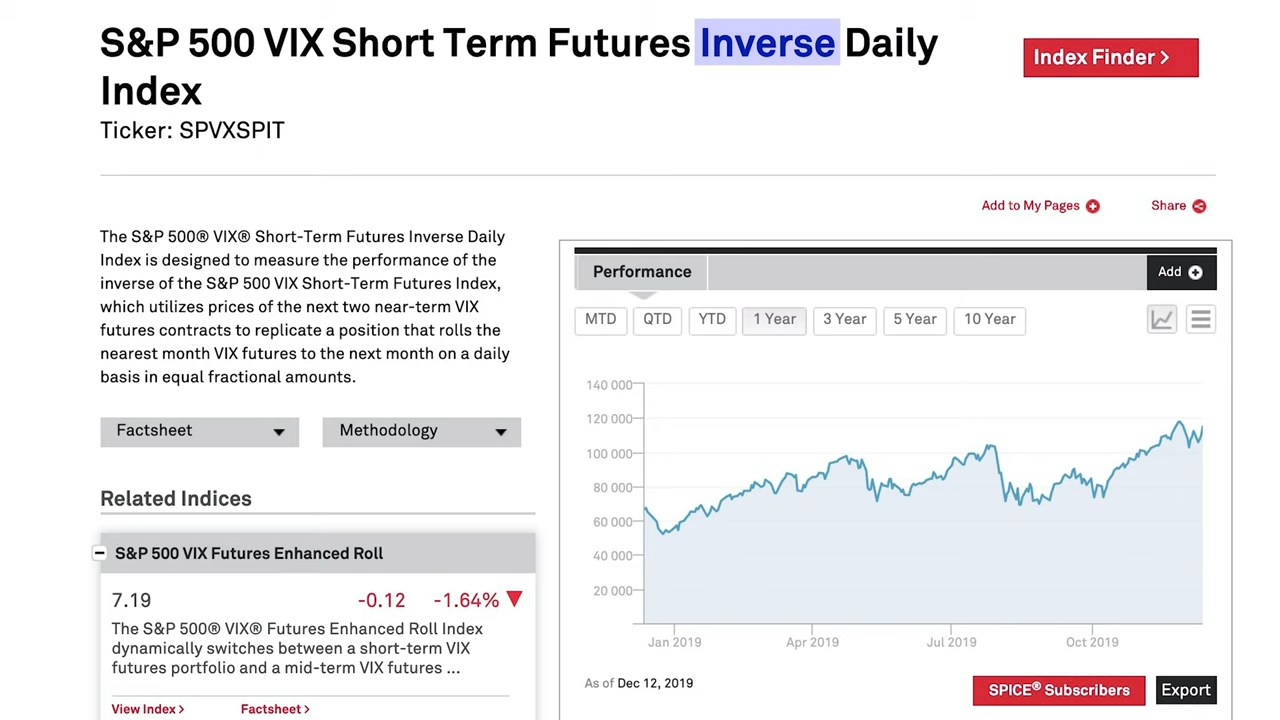 S&P 500 VIX Short Term Futures Inverse Daily
Index
Ticker: SPVXSPIT
Index Finder >
Add to My Pages
Share
The S&P 500® VIX® Short-Term Futures Inverse Daily
Index is designed to measure the performance of the
inverse of the S&P 500 VIX Short-Term Futures Index,
which utilizes prices of the next two near-term VIX
futures contracts to replicate a position that rolls the
nearest month VIX futures to the next month on a daily
basis in equal fractional amounts.
Factsheet
Methodology
Related Indices
S&P 500 VIX Futures Enhanced Roll
7.19 -0.12 -1.64%
The S&P 500® VIX® Futures Enhanced Roll Index
dynamically switches between a short-term VIX
futures portfolio and a mid-term VIX futures ...
View Index >
Factsheet >
Performance
Add
MTD QTD YTD 1 Year 3 Year 5 Year 10 Year
140 000
120 000
100 000
80 000
60 000
40 000
20 000
Jan 2019 Apr 2019 Jul 2019 Oct 2019
As of Dec 12, 2019
SPICE® Subscribers
Export